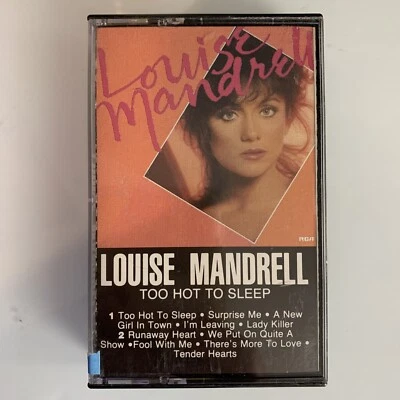 Louise
Mandrell
LOUISE MANDRELL
TOO HOT TO SLEEP
1 Too Hot To Sleep • Surprise Me • A New
Girl In Town • I'm Leaving • Lady Killer
2 Runaway Heart • We Put On Quite A
Show •Fool With Me • There's More To Love •
Tender Hearts